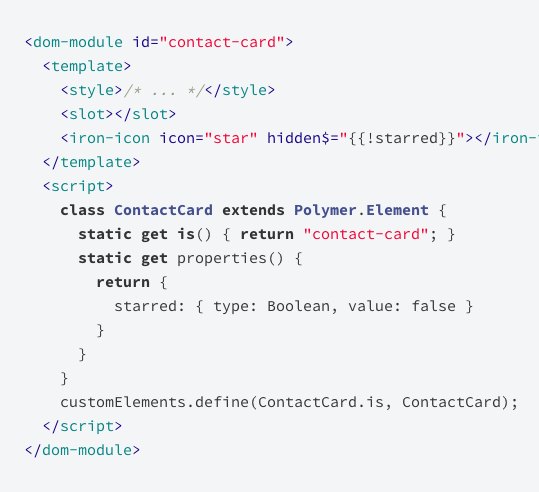 <dom-module id="contact-card">
  <template>
    <style>/* ... */</style>
    <slot></slot>
    <iron-icon icon="star" hidden$="{{!starred}}"></iron-
  </template>
  <script>
    class ContactCard extends Polymer.Element {
      static get is() { return "contact-card"; }
      static get properties() {
        return {
          starred: { type: Boolean, value: false }
        }
      }
    }
    customElements.define(ContactCard.is, ContactCard);
  </script>
</dom-module>